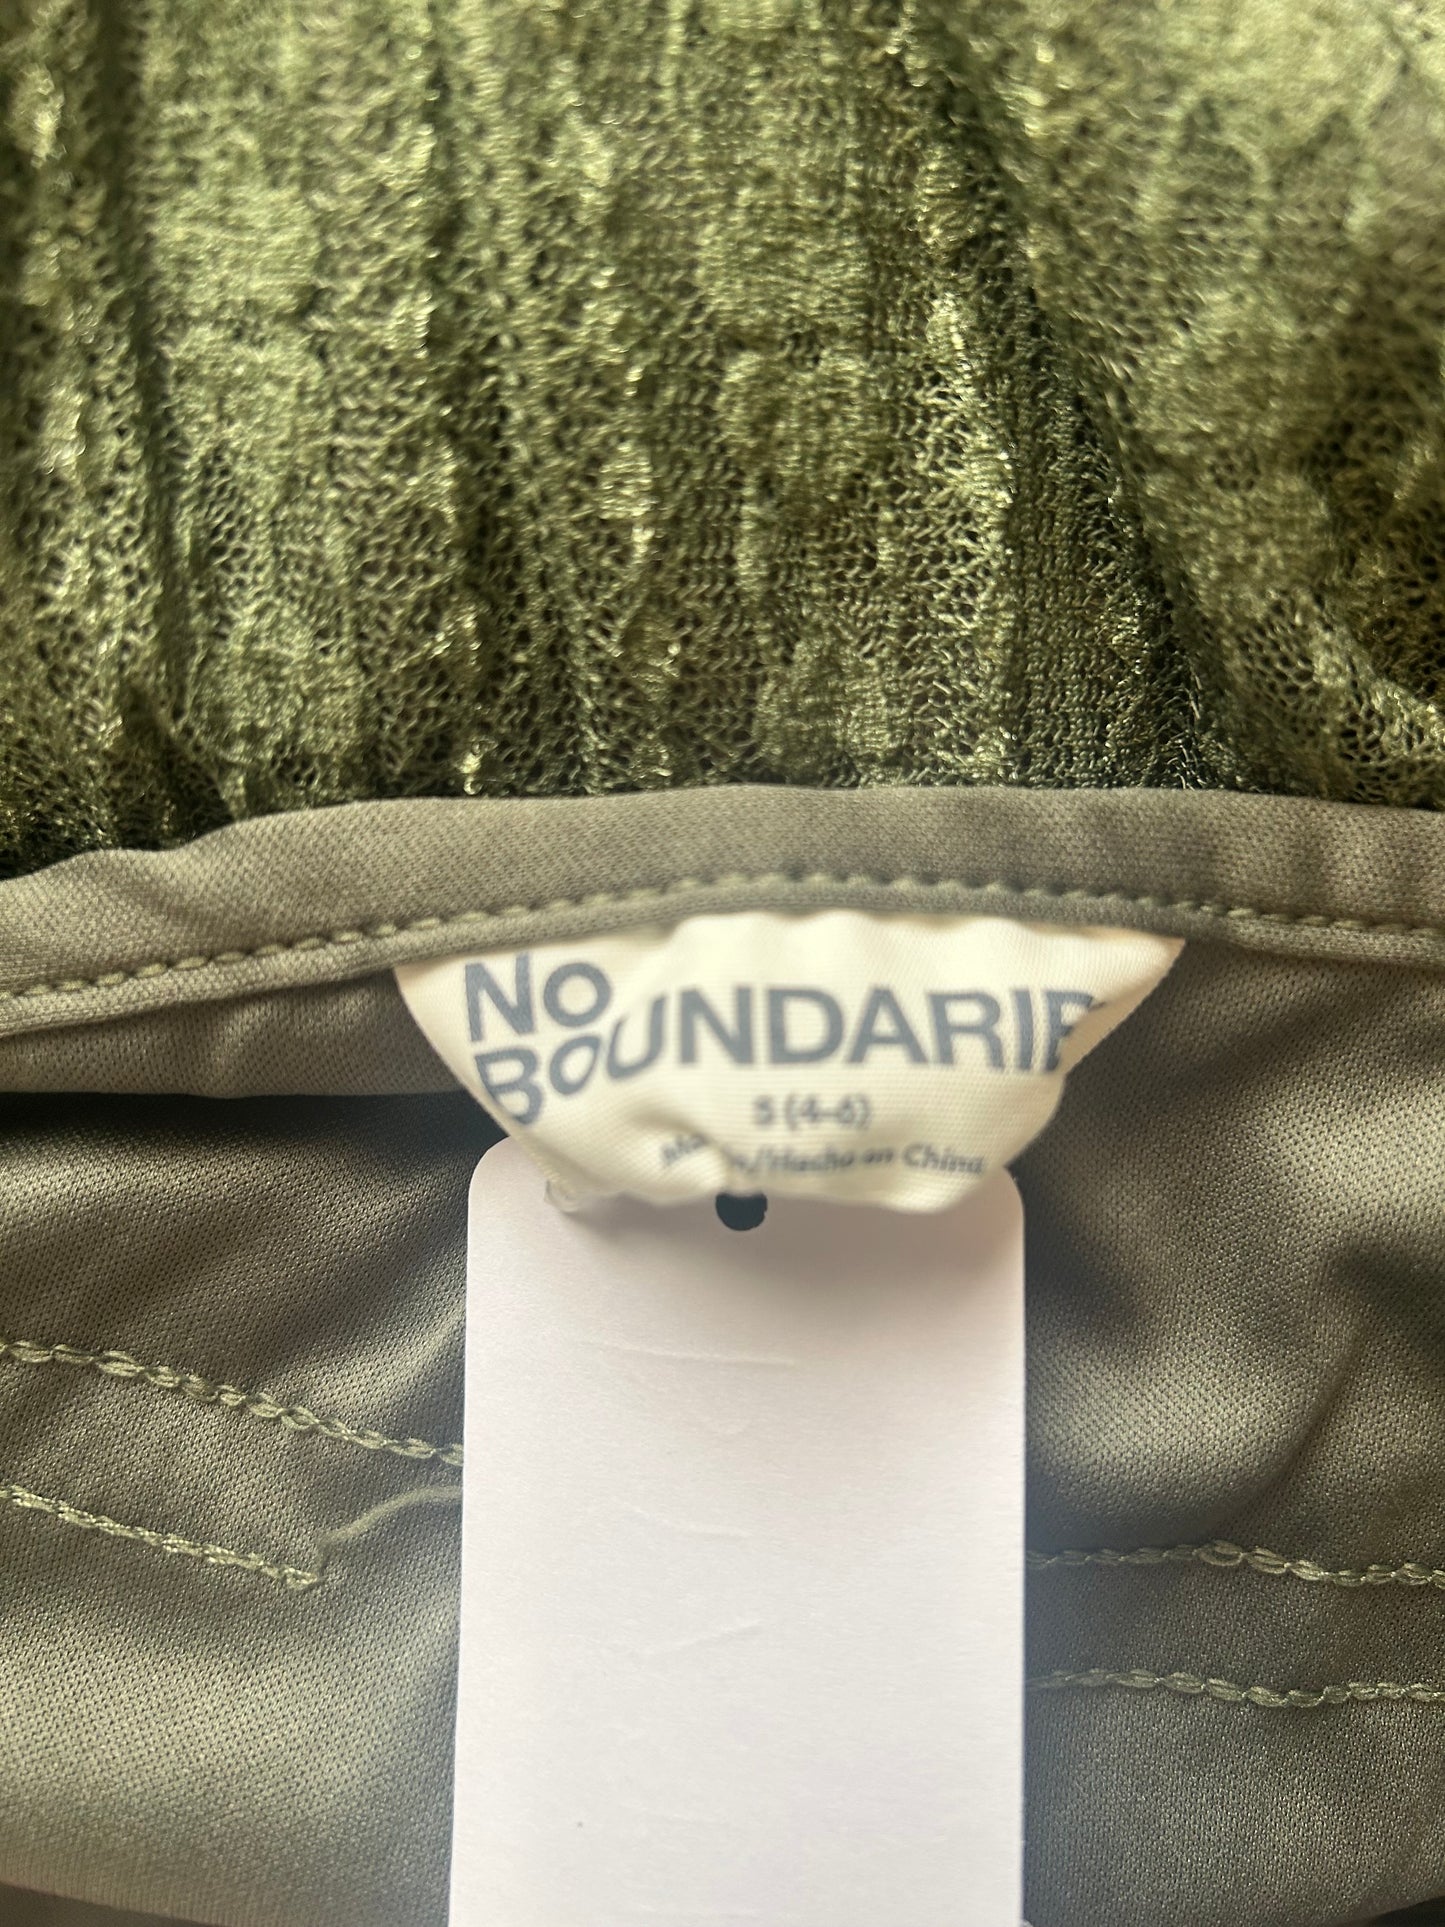 No
BOUNDARIE
S (4-6)
/Hecho en China